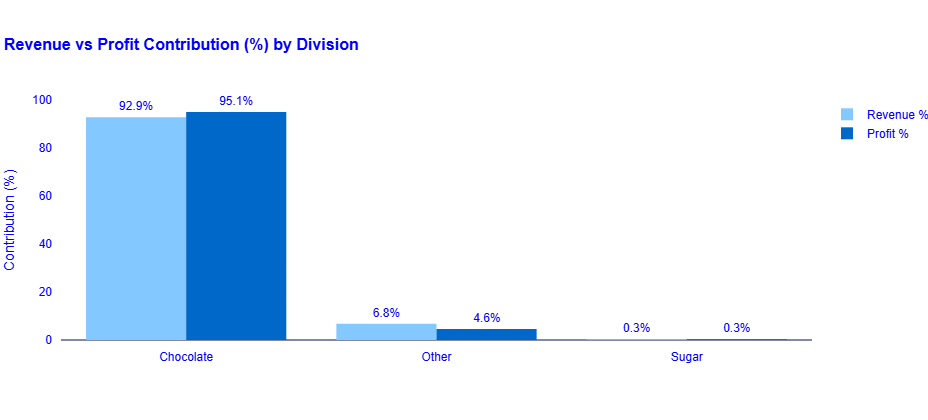 Revenue vs Profit Contribution (%) by Division
Contribution (%)
100
80
60
40
20
0
92.9%
95.1%
6.8%
4.6%
0.3%
0.3%
Chocolate
Other
Sugar
Revenue %
Profit %